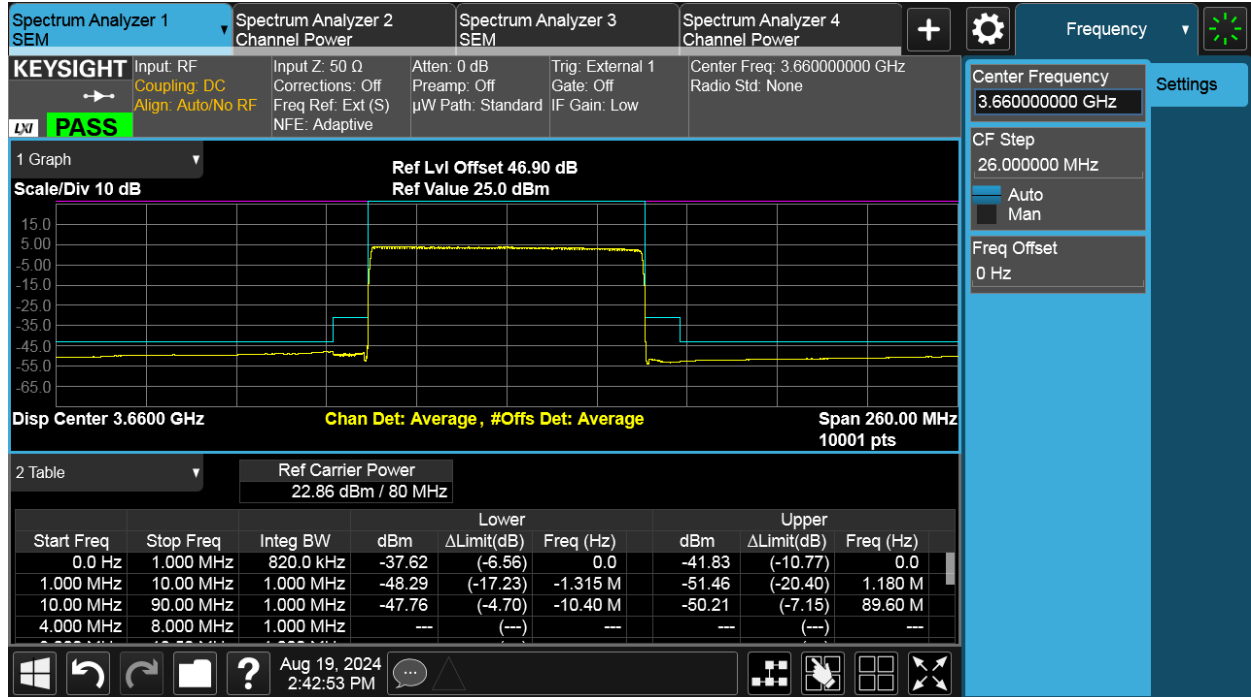 Spectrum Analyzer 1
SEM
Spectrum Analyzer 2
Channel Power
Spectrum Analyzer 3
SEM
Spectrum Analyzer 4
Channel Power
+
Frequency
KEYSIGHT
LXI PASS
Input: RF
Coupling: DC
Align: Auto/No RF
Input Z: 50 Ω
Corrections: Off
Freq Ref: Ext (S)
NFE: Adaptive
Atten: 0 dB
Preamp: Off
µW Path: Standard
Trig: External 1
Gate: Off
IF Gain: Low
Center Freq: 3.660000000 GHz
Radio Std: None
Center Frequency
3.660000000 GHz
Settings
CF Step
26.000000 MHz
Auto
Man
Freq Offset
0 Hz
1 Graph
Scale/Div 10 dB
Ref Lvl Offset 46.90 dB
Ref Value 25.0 dBm
15.0
5.00
-5.00
-15.0
-25.0
-35.0
-45.0
-55.0
-65.0
Disp Center 3.6600 GHz
Chan Det: Average , #Offs Det: Average
Span 260.00 MHz
10001 pts
2 Table
Ref Carrier Power
22.86 dBm / 80 MHz
Lower Upper
Start Freq Stop Freq Integ BW dBm ΔLimit(dB) Freq (Hz) dBm ΔLimit(dB) Freq (Hz)
0.0 Hz 1.000 MHz 820.0 kHz -37.62 (-6.56) 0.0 -41.83 (-10.77) 0.0
1.000 MHz 10.00 MHz 1.000 MHz -48.29 (-17.23) -1.315 M -51.46 (-20.40) 1.180 M
10.00 MHz 90.00 MHz 1.000 MHz -47.76 (-4.70) -10.40 M -50.21 (-7.15) 89.60 M
4.000 MHz 8.000 MHz 1.000 MHz --- (---) --- --- (---) ---
?
Aug 19, 2024
2:42:53 PM